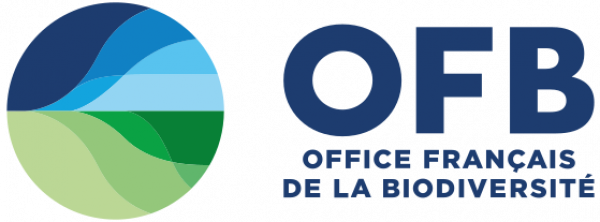 OFB
OFFICE FRANÇAIS
DE LA BIODIVERSITÉ